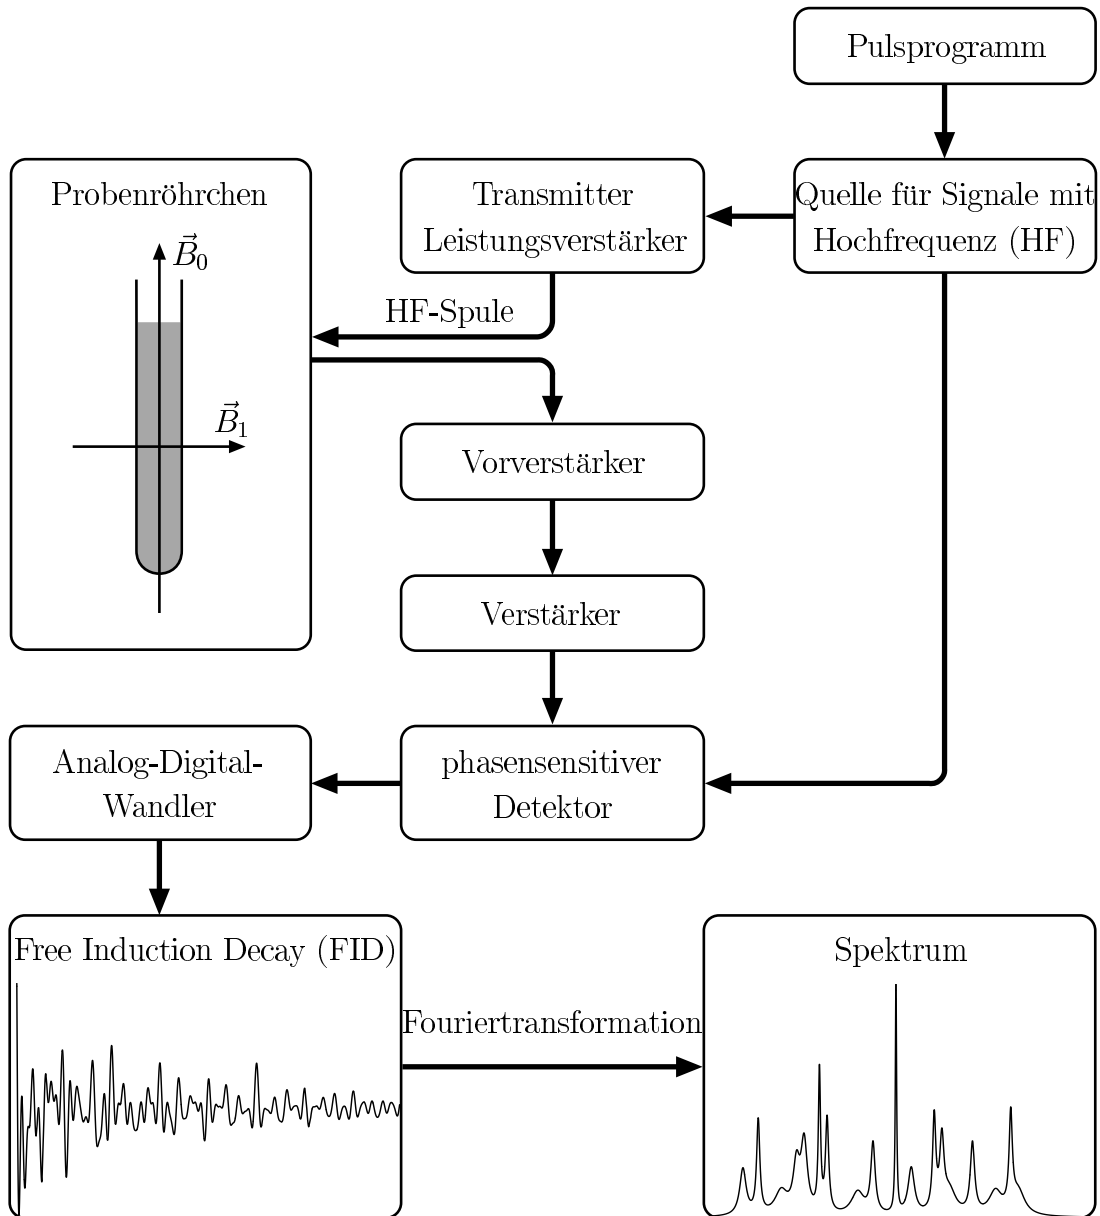 Pulsprogramm
Probenröhrchen
B⃗₀
B⃗₁
Transmitter
Leistungsverstärker
Quelle für Signale mit
Hochfrequenz (HF)
HF-Spule
Vorverstärker
Verstärker
Analog-Digital-
Wandler
phasensensitiver
Detektor
Free Induction Decay (FID)
Fouriertransformation
Spektrum